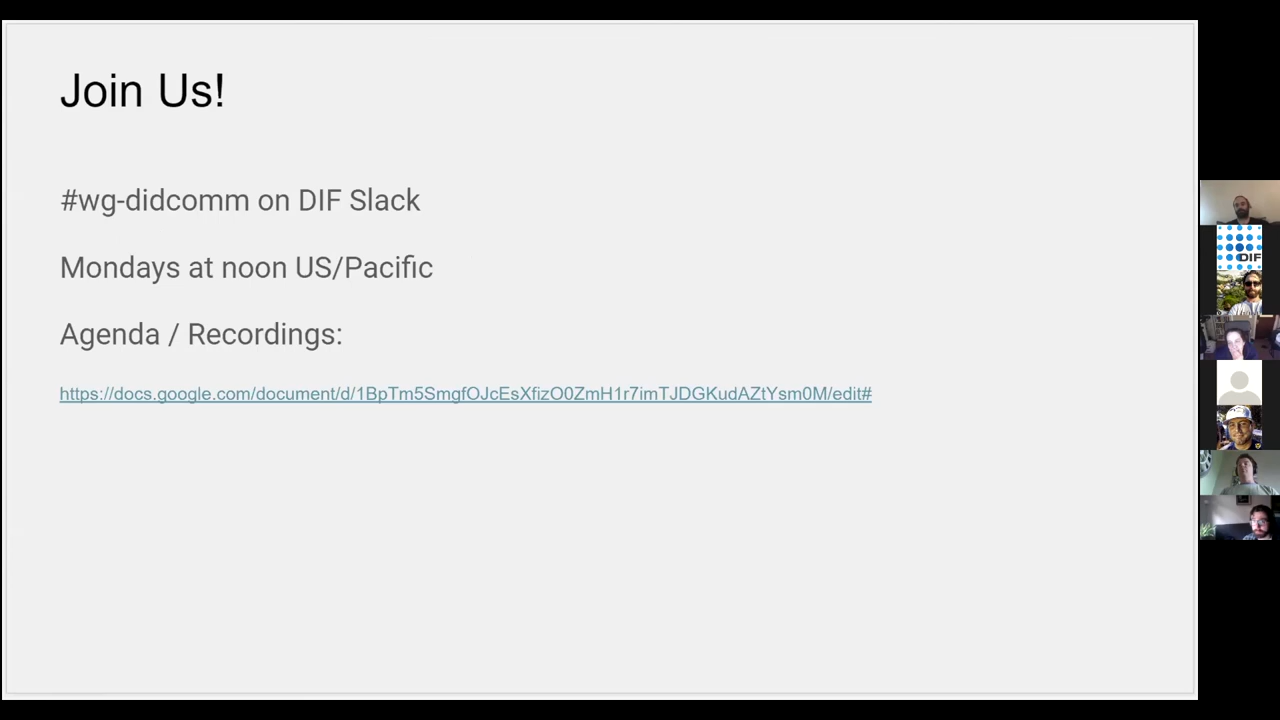 Join Us!
#wg-didcomm on DIF Slack
Mondays at noon US/Pacific
Agenda / Recordings:
https://docs.google.com/document/d/1BpTm5SmgfOJcEsXfizO0ZmH1r7imTJDGKudAZtYsm0M/edit#
DIF